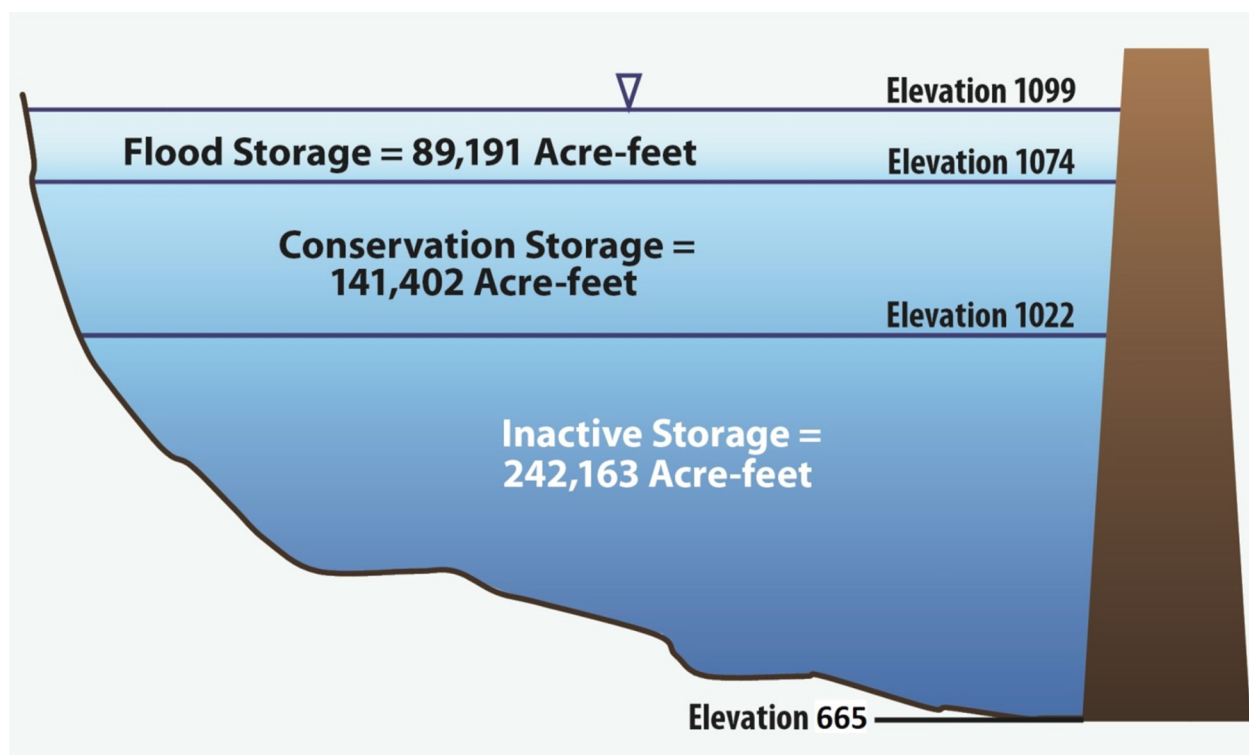 Elevation 1099
Flood Storage = 89,191 Acre-feet
Elevation 1074
Conservation Storage =
141,402 Acre-feet
Elevation 1022
Inactive Storage =
242,163 Acre-feet
Elevation 665